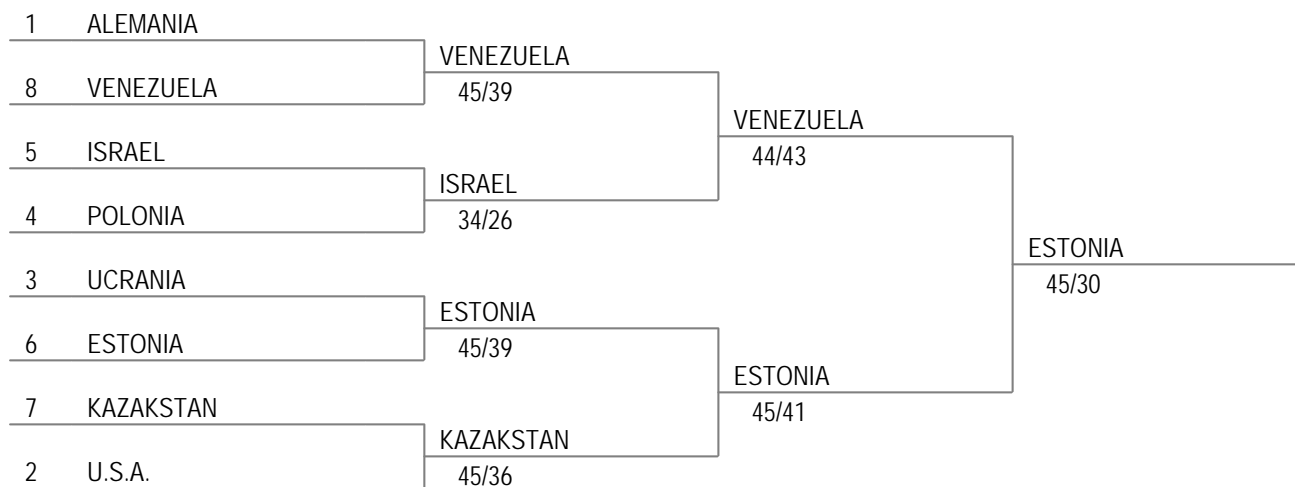 1 ALEMANIA
VENEZUELA
8 VENEZUELA
45/39
VENEZUELA
5 ISRAEL
44/43
ISRAEL
4 POLONIA
34/26
ESTONIA
3 UCRANIA
45/30
ESTONIA
6 ESTONIA
45/39
ESTONIA
7 KAZAKSTAN
45/41
KAZAKSTAN
2 U.S.A.
45/36